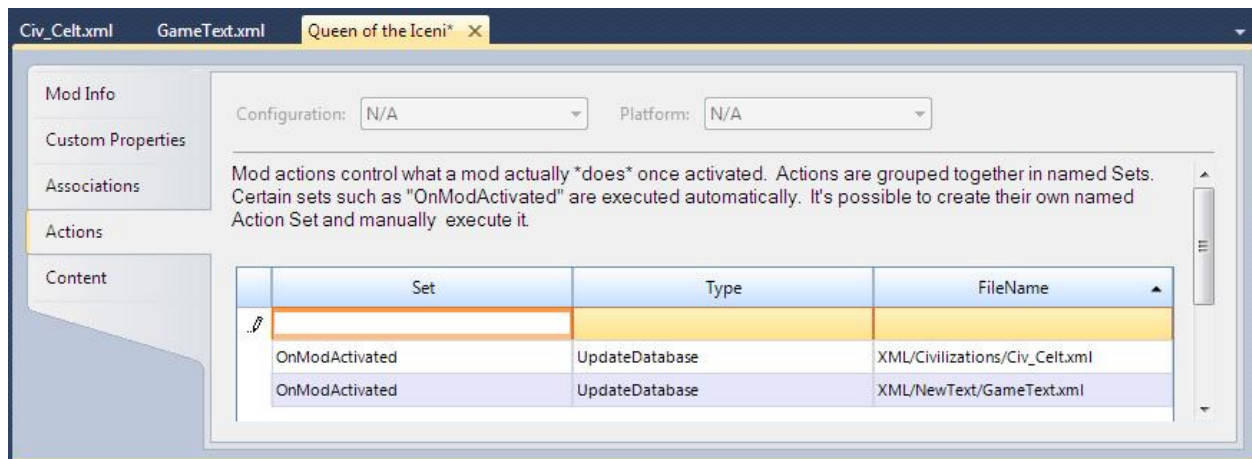 Civ_Celt.xml GameText.xml Queen of the Iceni*
Mod Info
Custom Properties
Associations
Actions
Content
Configuration: N/A Platform: N/A
Mod actions control what a mod actually *does* once activated. Actions are grouped together in named Sets.
Certain sets such as "OnModActivated" are executed automatically. It's possible to create their own named
Action Set and manually execute it.
Set Type FileName
OnModActivated UpdateDatabase XML/Civilizations/Civ_Celt.xml
OnModActivated UpdateDatabase XML/NewText/GameText.xml